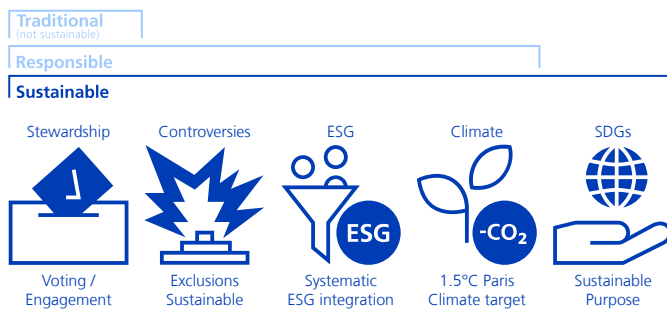 Traditional
(not sustainable)
Responsible
Sustainable
Stewardship
Controversies
ESG
Climate
SDGs
ESG
-CO₂
Voting /
Engagement
Exclusions
Sustainable
Systematic
ESG integration
1.5°C Paris
Climate target
Sustainable
Purpose